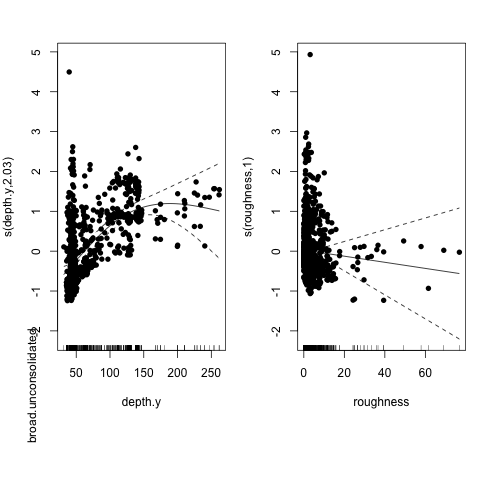 s(depth.y,2.03)
5
4
3
2
1
0
-1
-2
50 100 150 200 250
depth.y
broad.unconsolidated
s(roughness,1)
5
4
3
2
1
0
-1
-2
0 20 40 60
roughness